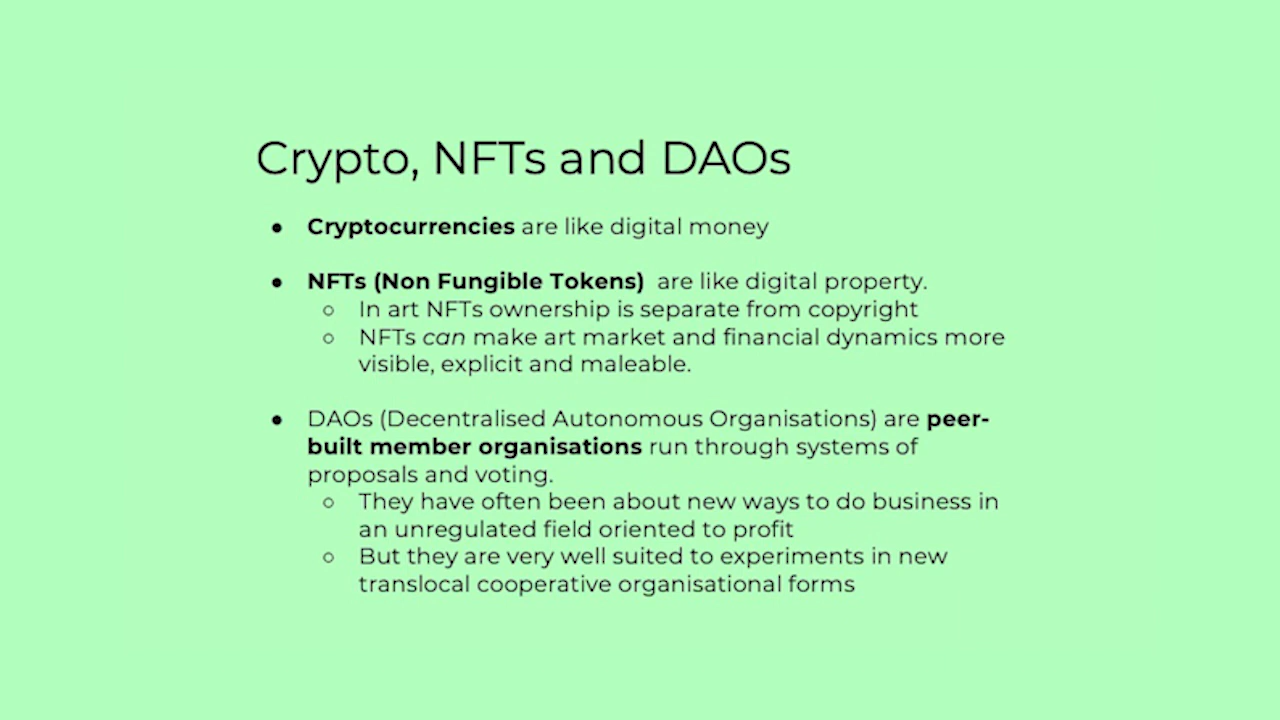 Crypto, NFTs and DAOs
● Cryptocurrencies are like digital money
● NFTs (Non Fungible Tokens)  are like digital property.
○ In art NFTs ownership is separate from copyright
○ NFTs can make art market and financial dynamics more
visible, explicit and maleable.
● DAOs (Decentralised Autonomous Organisations) are peer-
built member organisations run through systems of
proposals and voting.
○ They have often been about new ways to do business in
an unregulated field oriented to profit
○ But they are very well suited to experiments in new
translocal cooperative organisational forms